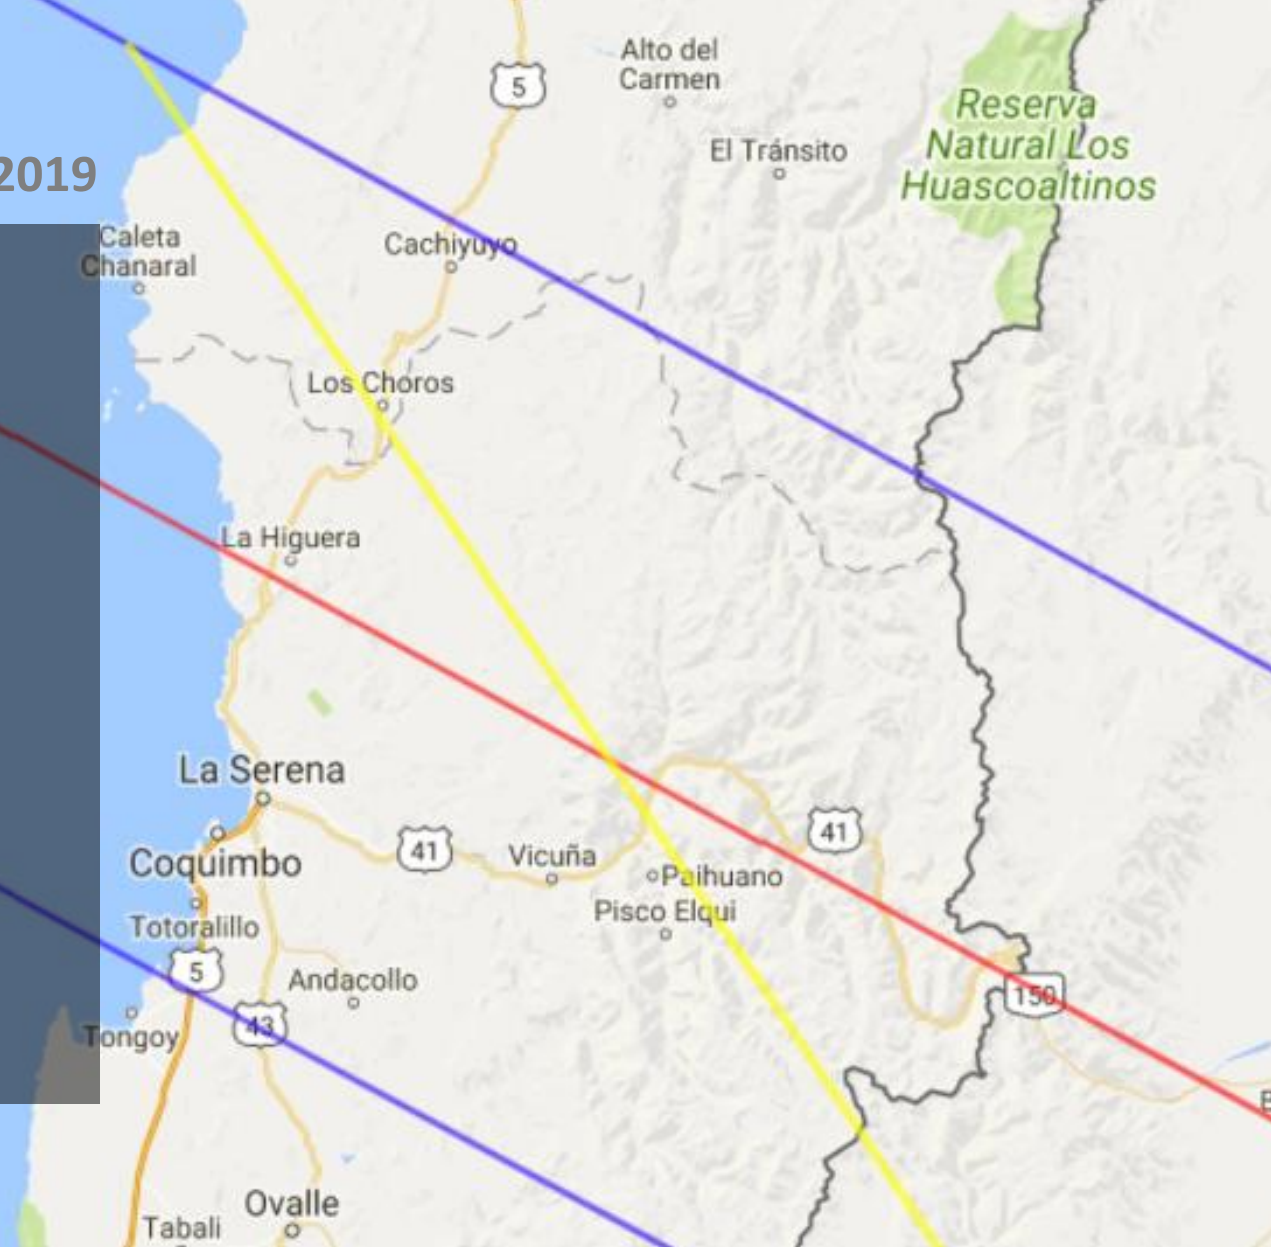 Alto del
Carmen
5
Reserva
Natural Los
Huascoaltinos
El Tránsito
2019
Caleta
Chanaral
Cachiyuyo
Los Choros
La Higuera
La Serena
41
41
Coquimbo
Vicuña
Paihuano
Pisco Elqui
Totoralillo
5
Andacollo
150
43
Tongoy
Ovalle
Tabali